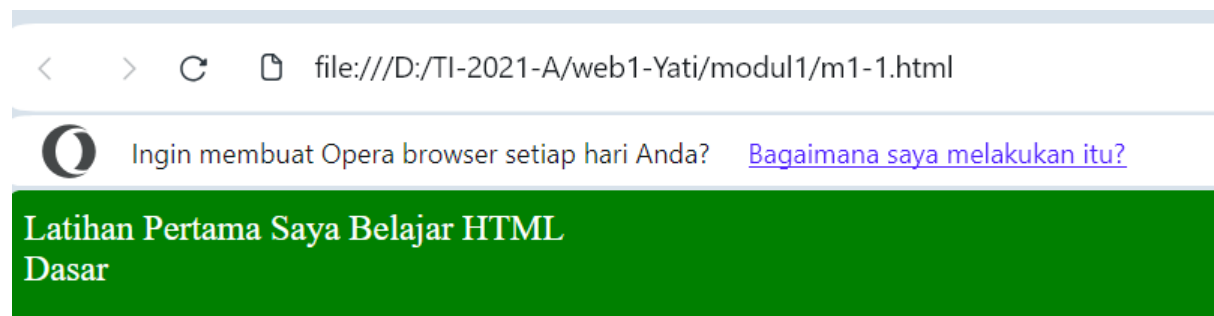 file:///D:/TI-2021-A/web1-Yati/modul1/m1-1.html
Ingin membuat Opera browser setiap hari Anda? Bagaimana saya melakukan itu?
Latihan Pertama Saya Belajar HTML
Dasar